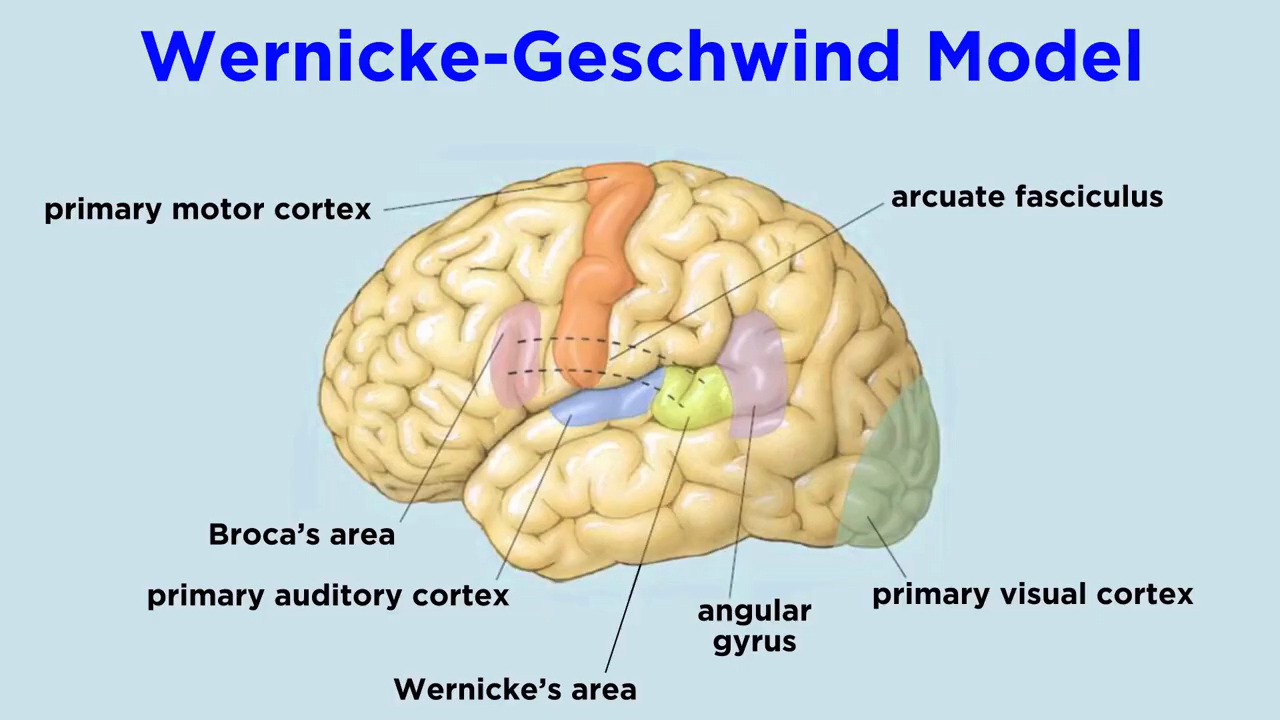 Wernicke-Geschwind Model
primary motor cortex
arcuate fasciculus
Broca’s area
primary auditory cortex
angular
gyrus
primary visual cortex
Wernicke’s area